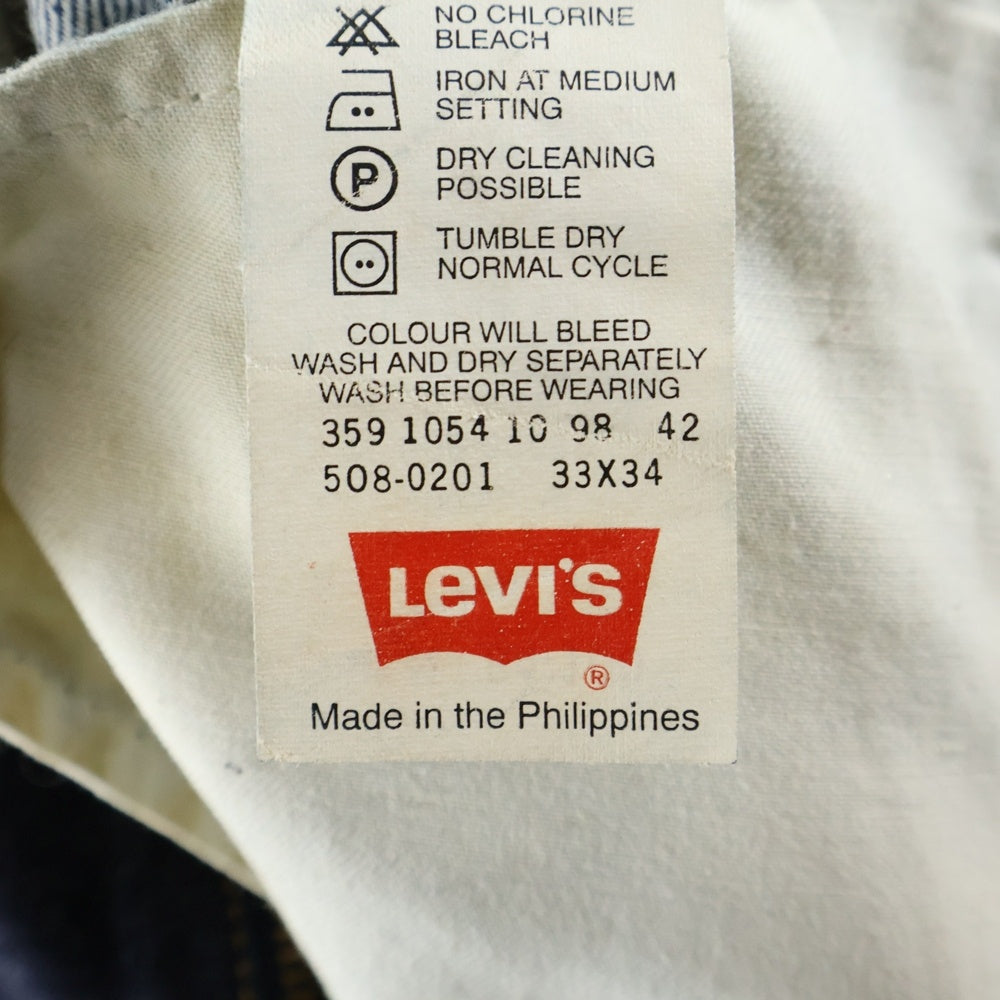 NO CHLORINE
BLEACH
IRON AT MEDIUM
SETTING
P
DRY CLEANING
POSSIBLE
TUMBLE DRY
NORMAL CYCLE
COLOUR WILL BLEED
WASH AND DRY SEPARATELY
WASH BEFORE WEARING
359 1054 10 98 42
508-0201 33X34
LEVI'S
®
Made in the Philippines